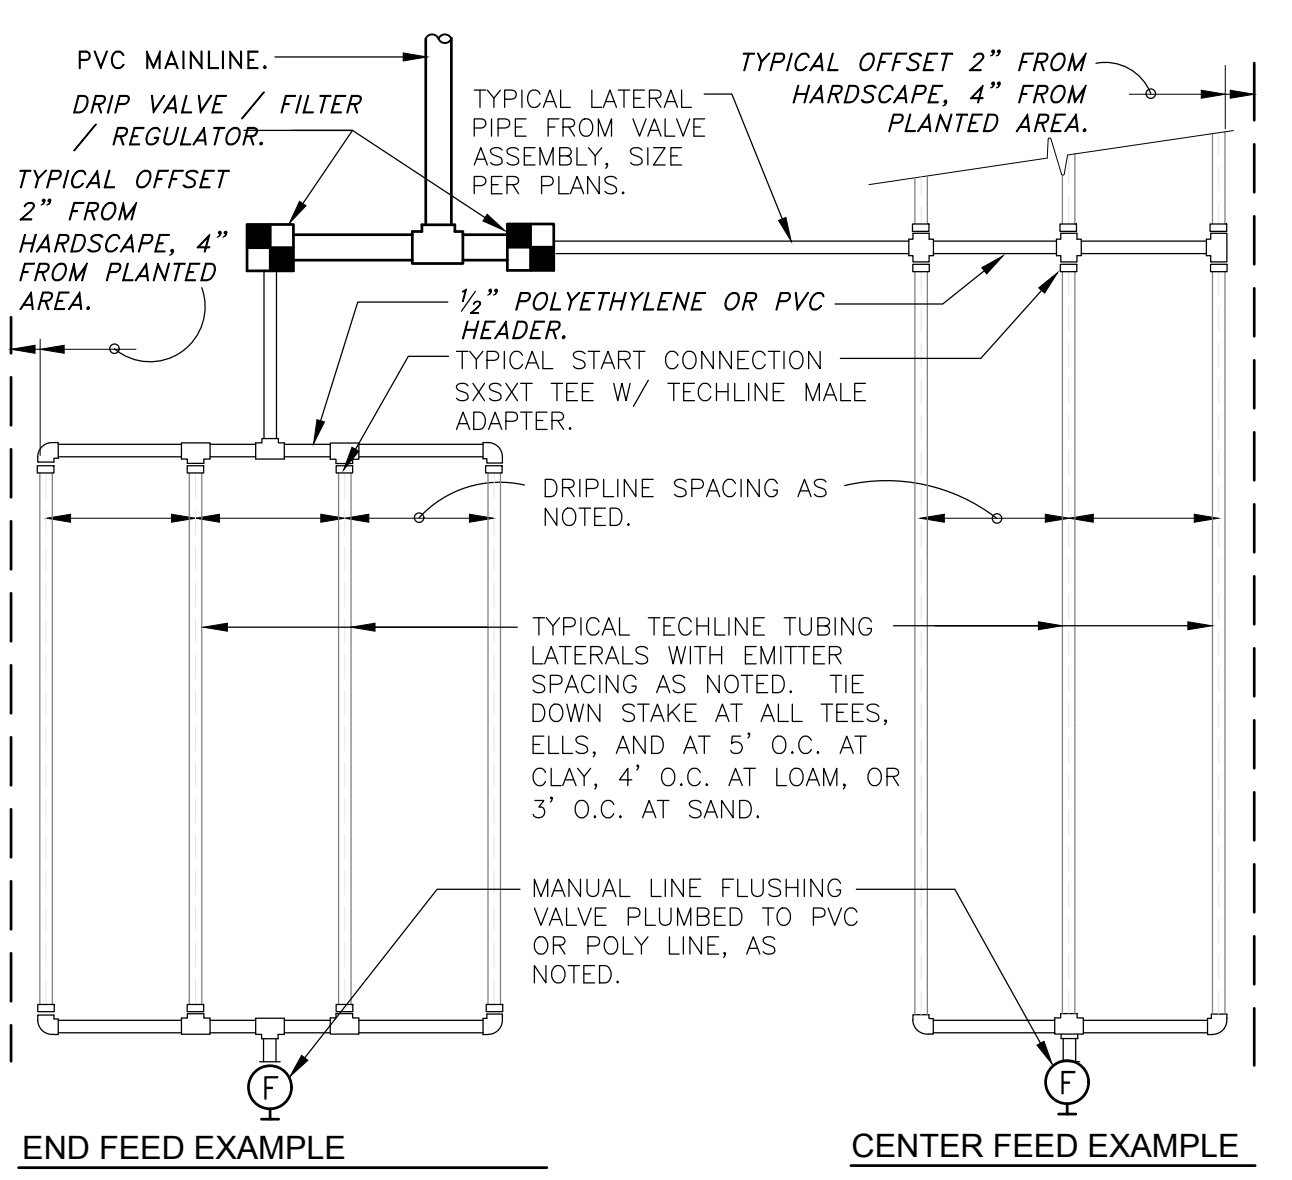 PVC MAINLINE.
DRIP VALVE / FILTER
/ REGULATOR.
TYPICAL OFFSET
2” FROM
HARDSCAPE, 4”
FROM PLANTED
AREA.
TYPICAL LATERAL
PIPE FROM VALVE
ASSEMBLY, SIZE
PER PLANS.
TYPICAL OFFSET 2” FROM
HARDSCAPE, 4” FROM
PLANTED AREA.
½” POLYETHYLENE OR PVC
HEADER.
TYPICAL START CONNECTION
SXSXT TEE W/ TECHLINE MALE
ADAPTER.
DRIPLINE SPACING AS
NOTED.
TYPICAL TECHLINE TUBING
LATERALS WITH EMITTER
SPACING AS NOTED. TIE
DOWN STAKE AT ALL TEES,
ELLS, AND AT 5’ O.C. AT
CLAY, 4’ O.C. AT LOAM, OR
3’ O.C. AT SAND.
MANUAL LINE FLUSHING
VALVE PLUMBED TO PVC
OR POLY LINE, AS
NOTED.
F
F
END FEED EXAMPLE
CENTER FEED EXAMPLE